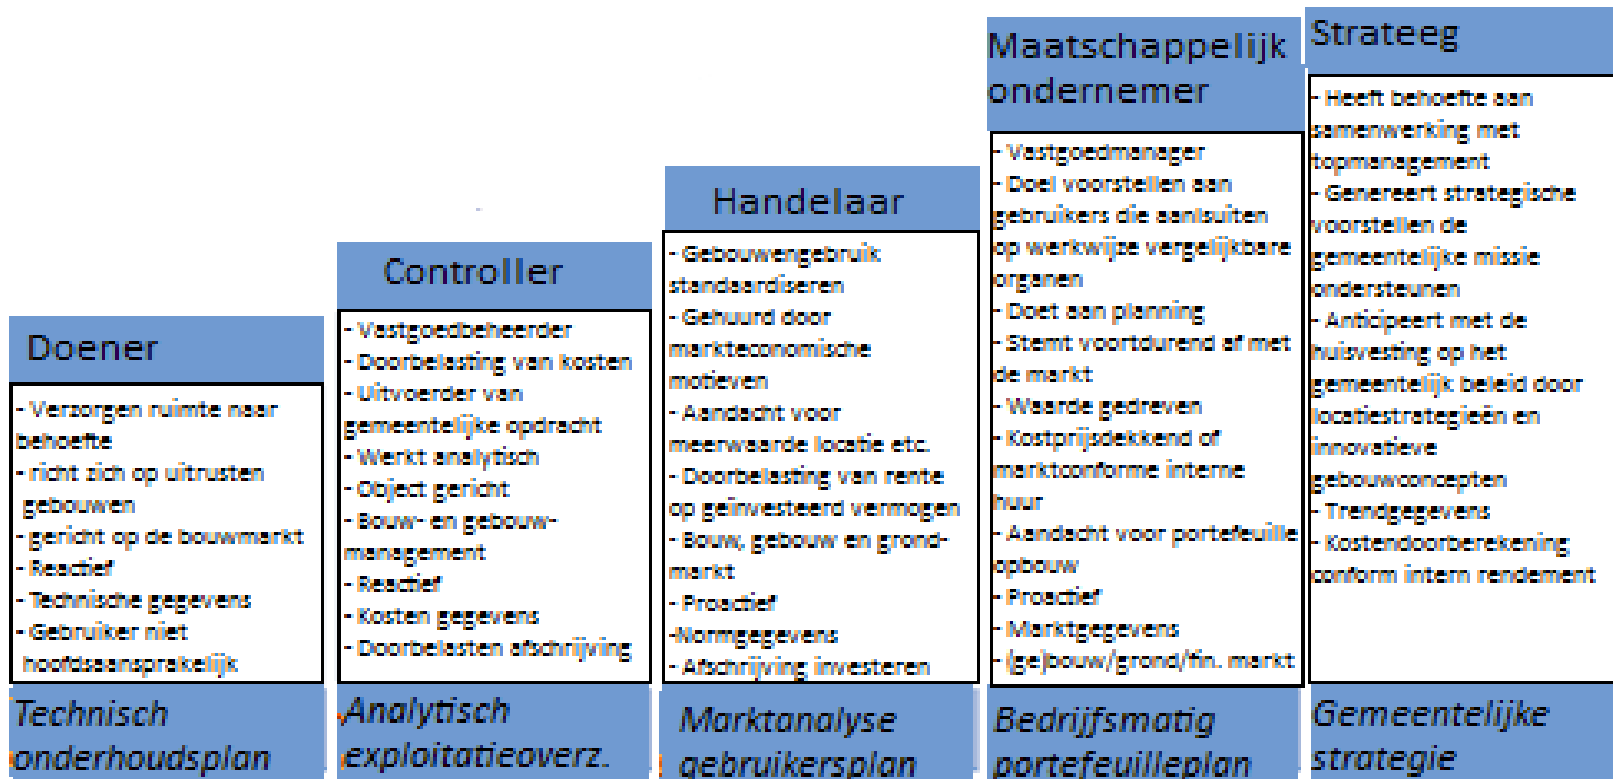 Doener
- Verzorgen ruimte naar
behoefte
- richt zich op uitrusten
gebouwen
- gericht op de bouwmarkt
- Reactief
- Technische gegevens
- Gebruiker niet
hoofdsaansprakelijk
Technisch
onderhoudsplan
Controller
- Vastgoedbeheerder
- Doorbelasting van kosten
- Uitvoerder van
gemeentelijke opdracht
- Werkt analytisch
- Object gericht
- Bouw- en gebouw-
management
- Reactief
- Kosten gegevens
- Doorbelasten afschrijving
Analytisch
exploitatieoverz.
Handelaar
- Gebouwengebruik
standaardiseren
- Gehuurd door
markteconomische
motieven
- Aandacht voor
meerwaarde locatie etc.
- Doorbelasting van rente
op geïnvesteerd vermogen
- Bouw, gebouw en grond-
markt
- Proactief
-Normgegevens
- Afschrijving investeren
Marktanalyse
gebruikersplan
Maatschappelijk
ondernemer
- Vastgoedmanager
- Doel voorstellen aan
gebruikers die aanlsuiten
op werkwijze vergelijkbare
organen
- Doet aan planning
- Stemt voortdurend af met
de markt
- Waarde gedreven
- Kostprijsdekkend of
marktconforme interne
huur
- Aandacht voor portefeuille
opbouw
- Proactief
- Marktgegevens
- (ge)bouw/grond/fin. markt
Bedrijfsmatig
portefeuilleplan
Strateeg
- Heeft behoefte aan
samenwerking met
topmanagement
- Genereert strategische
voorstellen de
gemeentelijke missie
ondersteunen
- Anticipeert met de
huisvesting op het
gemeentelijk beleid door
locatiestrategieën en
innovatieve
gebouwconcepten
- Trendgegevens
- Kostendoorberekening
conform intern rendement
Gemeentelijke
strategie